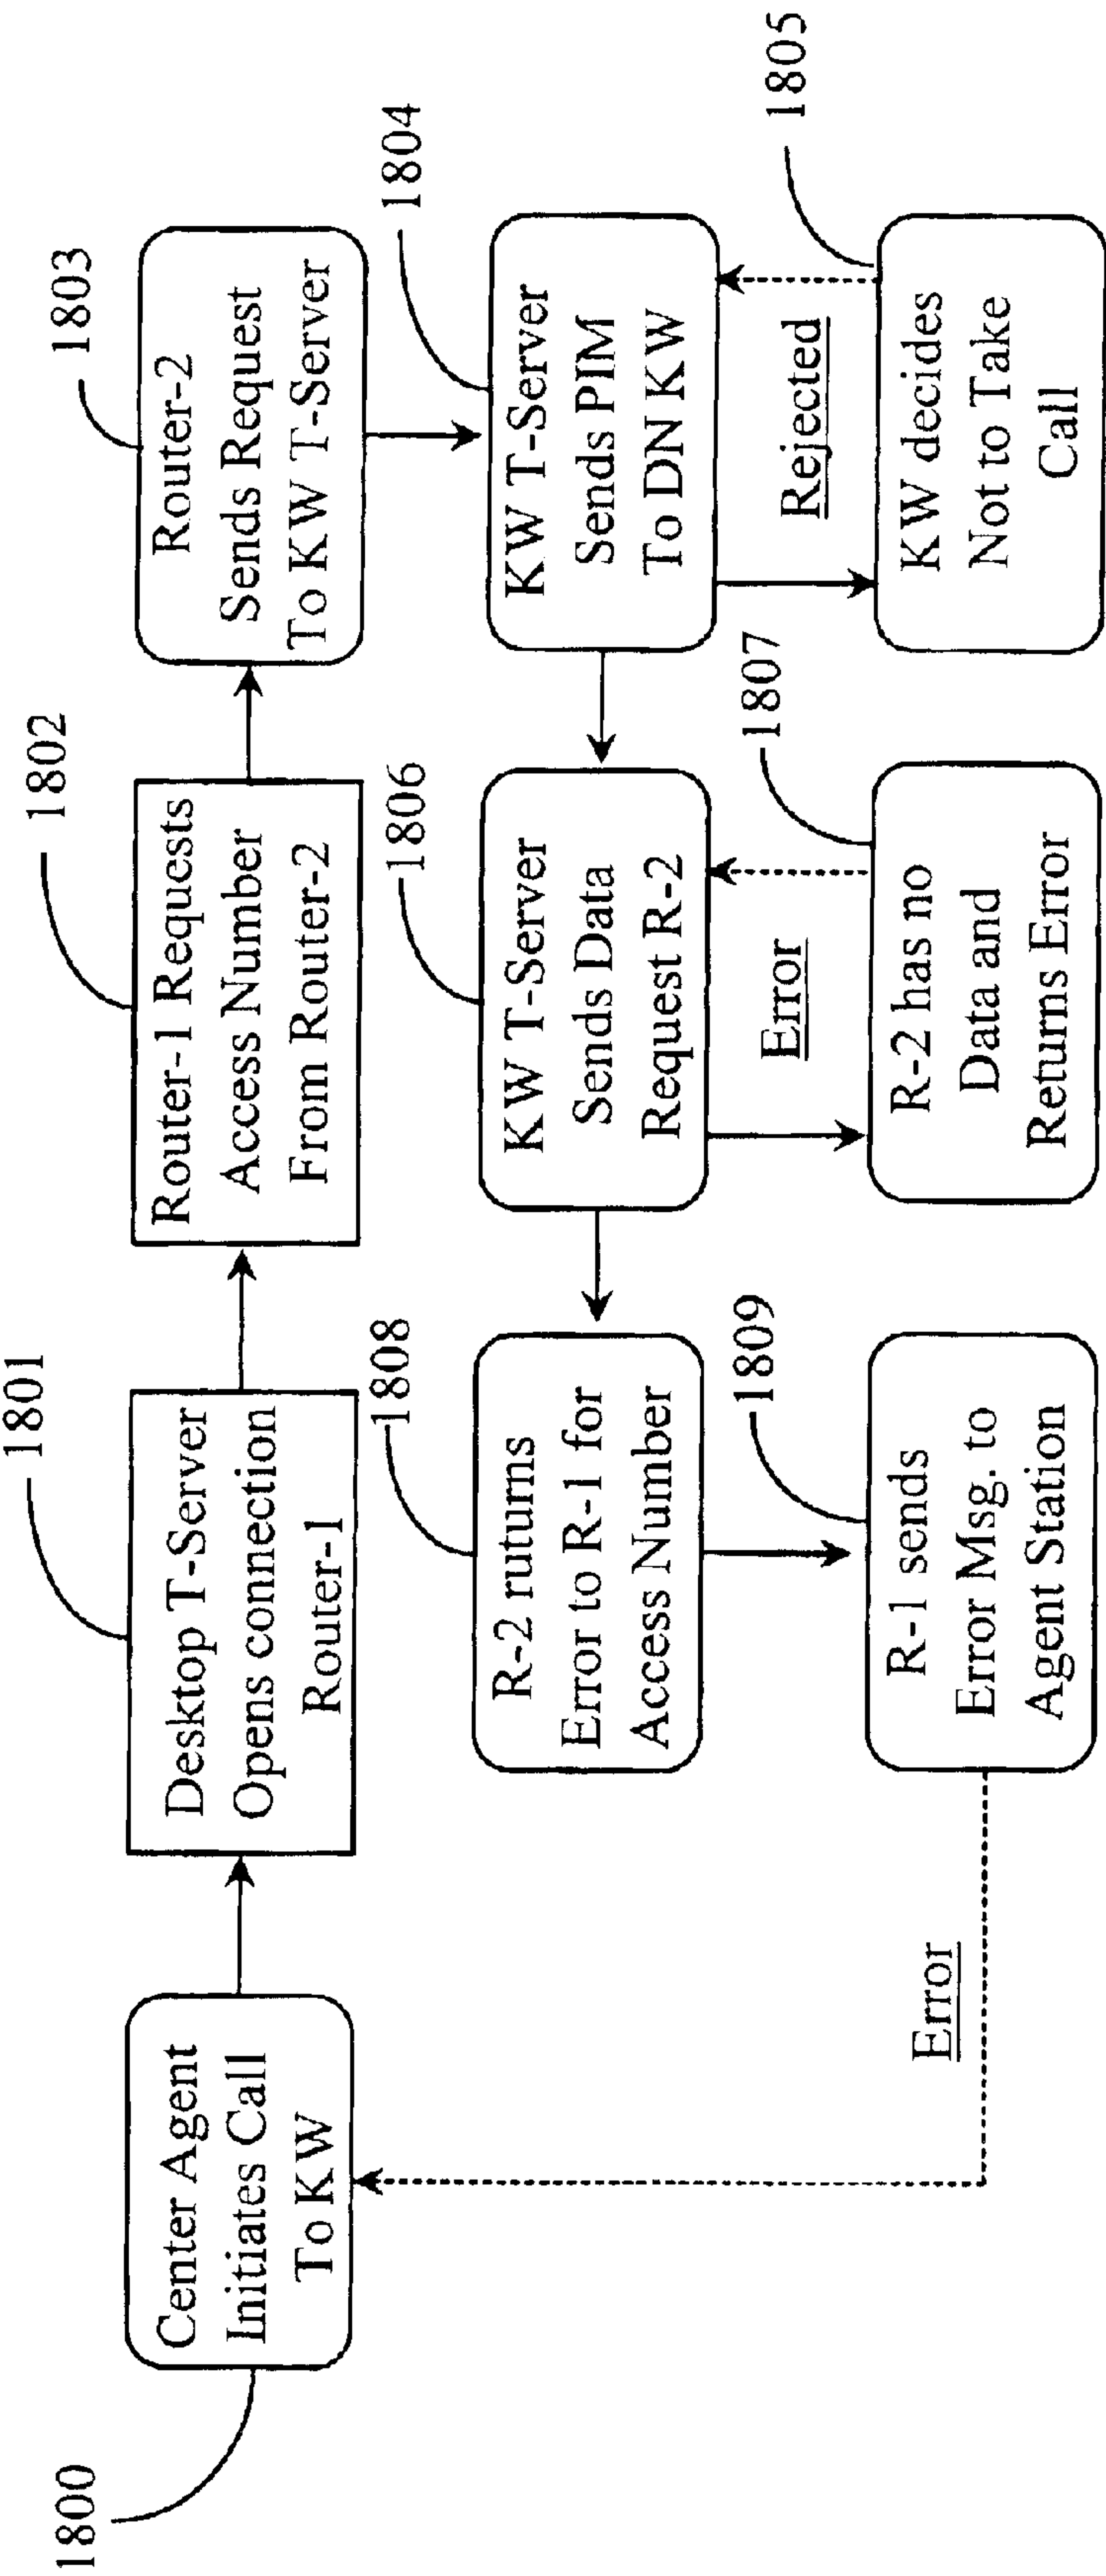 1800
Center Agent
Initiates Call
To KW
1801
Desktop T-Server
Opens connection
Router-1
1802
Router-1 Requests
Access Number
From Router-2
1803
Router-2
Sends Request
To KW T-Server
1804
KW T-Server
Sends PIM
To DN KW
Rejected
1805
KW decides
Not to Take
Call
1806
KW T-Server
Sends Data
Request R-2
Error
1807
R-2 has no
Data and
Returns Error
1808
R-2 ruturns
Error to R-1 for
Access Number
1809
R-1 sends
Error Msg. to
Agent Station
Error